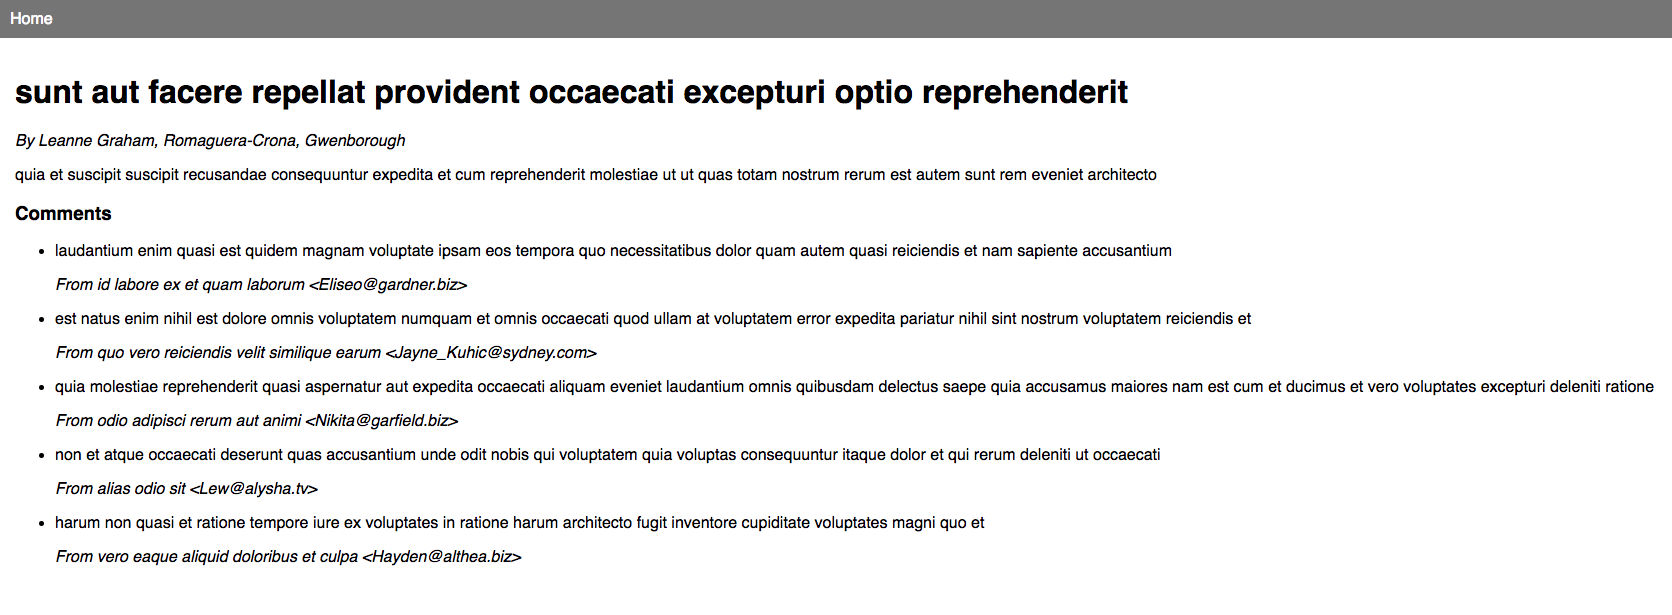 Home
sunt aut facere repellat provident occaecati excepturi optio reprehenderit
By Leanne Graham, Romaguera-Crona, Gwenborough
quia et suscipit suscipit recusandae consequuntur expedita et cum reprehenderit molestiae ut ut quas totam nostrum rerum est autem sunt rem eveniet architecto
Comments
• laudantium enim quasi est quidem magnam voluptate ipsam eos tempora quo necessitatibus dolor quam autem quasi reiciendis et nam sapiente accusantium
From id labore ex et quam laborum <Eliseo@gardner.biz>
• est natus enim nihil est dolore omnis voluptatem numquam et omnis occaecati quod ullam at voluptatem error expedita pariatur nihil sint nostrum voluptatem reiciendis et
From quo vero reiciendis velit similique earum <Jayne_Kuhic@sydney.com>
• quia molestiae reprehenderit quasi aspernatur aut expedita occaecati aliquam eveniet laudantium omnis quibusdam delectus saepe quia accusamus maiores nam est cum et ducimus et vero voluptates excepturi deleniti ratione
From odio adipisci rerum aut animi <Nikita@garfield.biz>
• non et atque occaecati deserunt quas accusantium unde odit nobis qui voluptatem quia voluptas consequuntur itaque dolor et qui rerum deleniti ut occaecati
From alias odio sit <Lew@alysha.tv>
• harum non quasi et ratione tempore iure ex voluptates in ratione harum architecto fugit inventore cupiditate voluptates magni quo et
From vero eaque aliquid doloribus et culpa <Hayden@althea.biz>